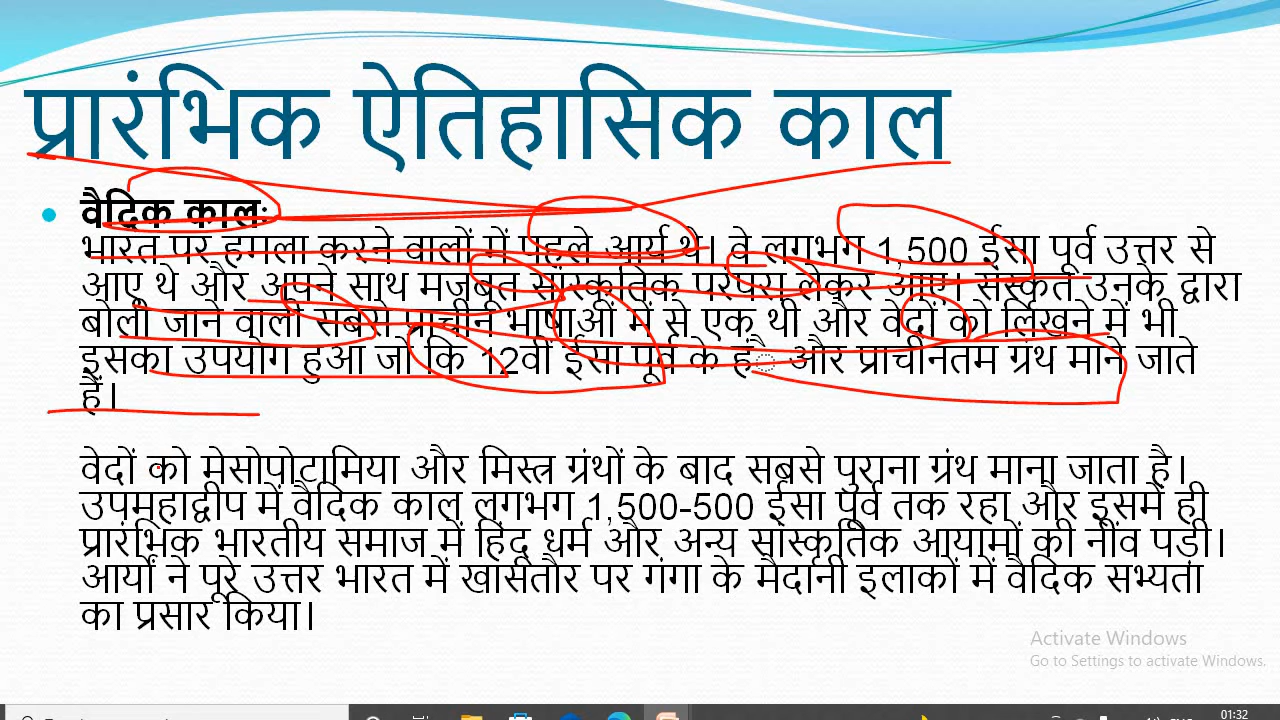 प्रारंभिक ऐतिहासिक काल
वैदिक कालः
भारत पर हमला करने वालों में पहले आर्य थे। वे लगभग 1,500 ईसा पूर्व उत्तर से
आए थे और अपने साथ मजबूत सांस्कृतिक परंपरा लेकर आए। संस्कृत उनके द्वारा
बोली जाने वाली सबसे प्राचीन भाषाओं में से एक थी और वेदों को लिखने में भी
इसका उपयोग हुआ जो कि 12वीं ईसा पूर्व के हंै और प्राचीनतम ग्रंथ माने जाते
हैं।
वेदों को मेसोपोटामिया और मिस्त्र ग्रंथों के बाद सबसे पुराना ग्रंथ माना जाता है।
उपमहाद्वीप में वैदिक काल लगभग 1,500-500 ईसा पूर्व तक रहा और इसमें ही
प्रारंभिक भारतीय समाज में हिंदू धर्म और अन्य सांस्कृतिक आयामों की नींव पड़ी।
आर्यों ने पूरे उत्तर भारत में खासतौर पर गंगा के मैदानी इलाकों में वैदिक सभ्यता
का प्रसार किया।
Activate Windows
Go to Settings to activate Windows.
01:32